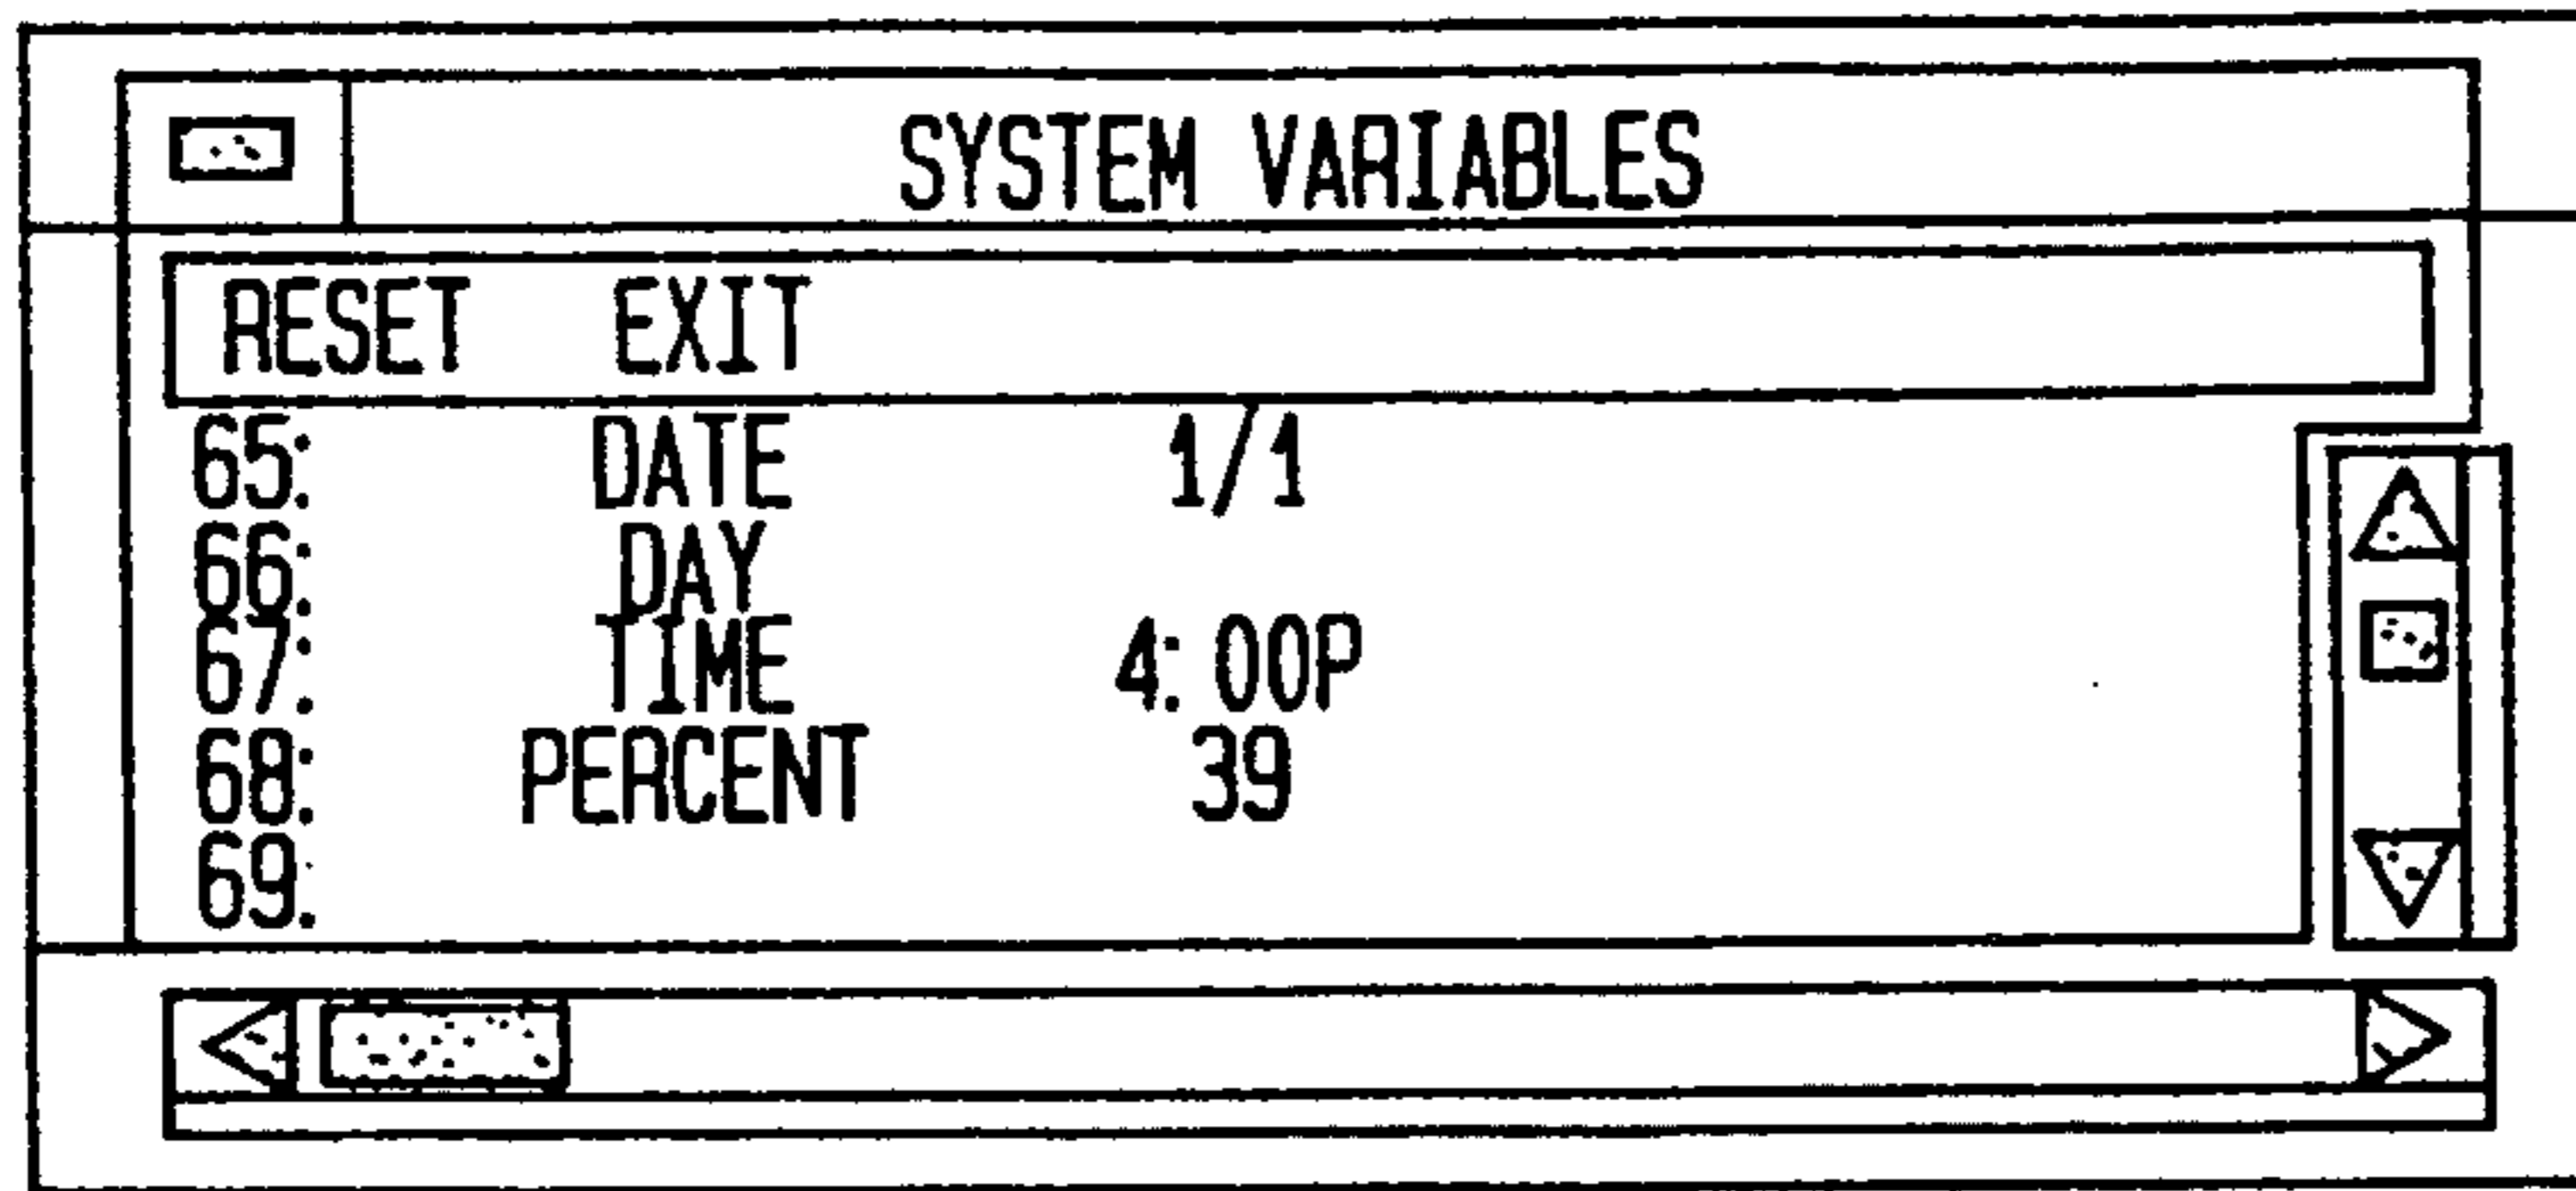 SYSTEM VARIABLES
RESET EXIT
65: DATE 1/1
66: DAY
67: TIME 4:00P
68: PERCENT 39
69: